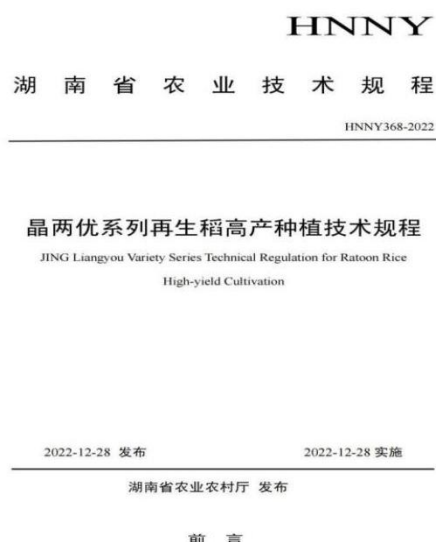 HNNY
湖南省农业技术规程
HNNY368-2022
晶两优系列再生稻高产种植技术规程
JING Liangyou Variety Series Technical Regulation for Ratoon Rice
High-yield Cultivation
2022-12-28 发布 2022-12-28 实施
湖南省农业农村厅 发布
前 言